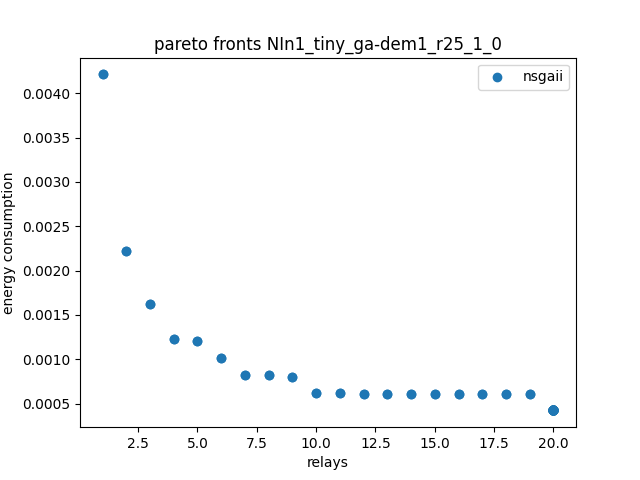 pareto fronts NIn1_tiny_ga-dem1_r25_1_0
nsgaii
energy consumption
0.0040
0.0035
0.0030
0.0025
0.0020
0.0015
0.0010
0.0005
2.5 5.0 7.5 10.0 12.5 15.0 17.5 20.0
relays